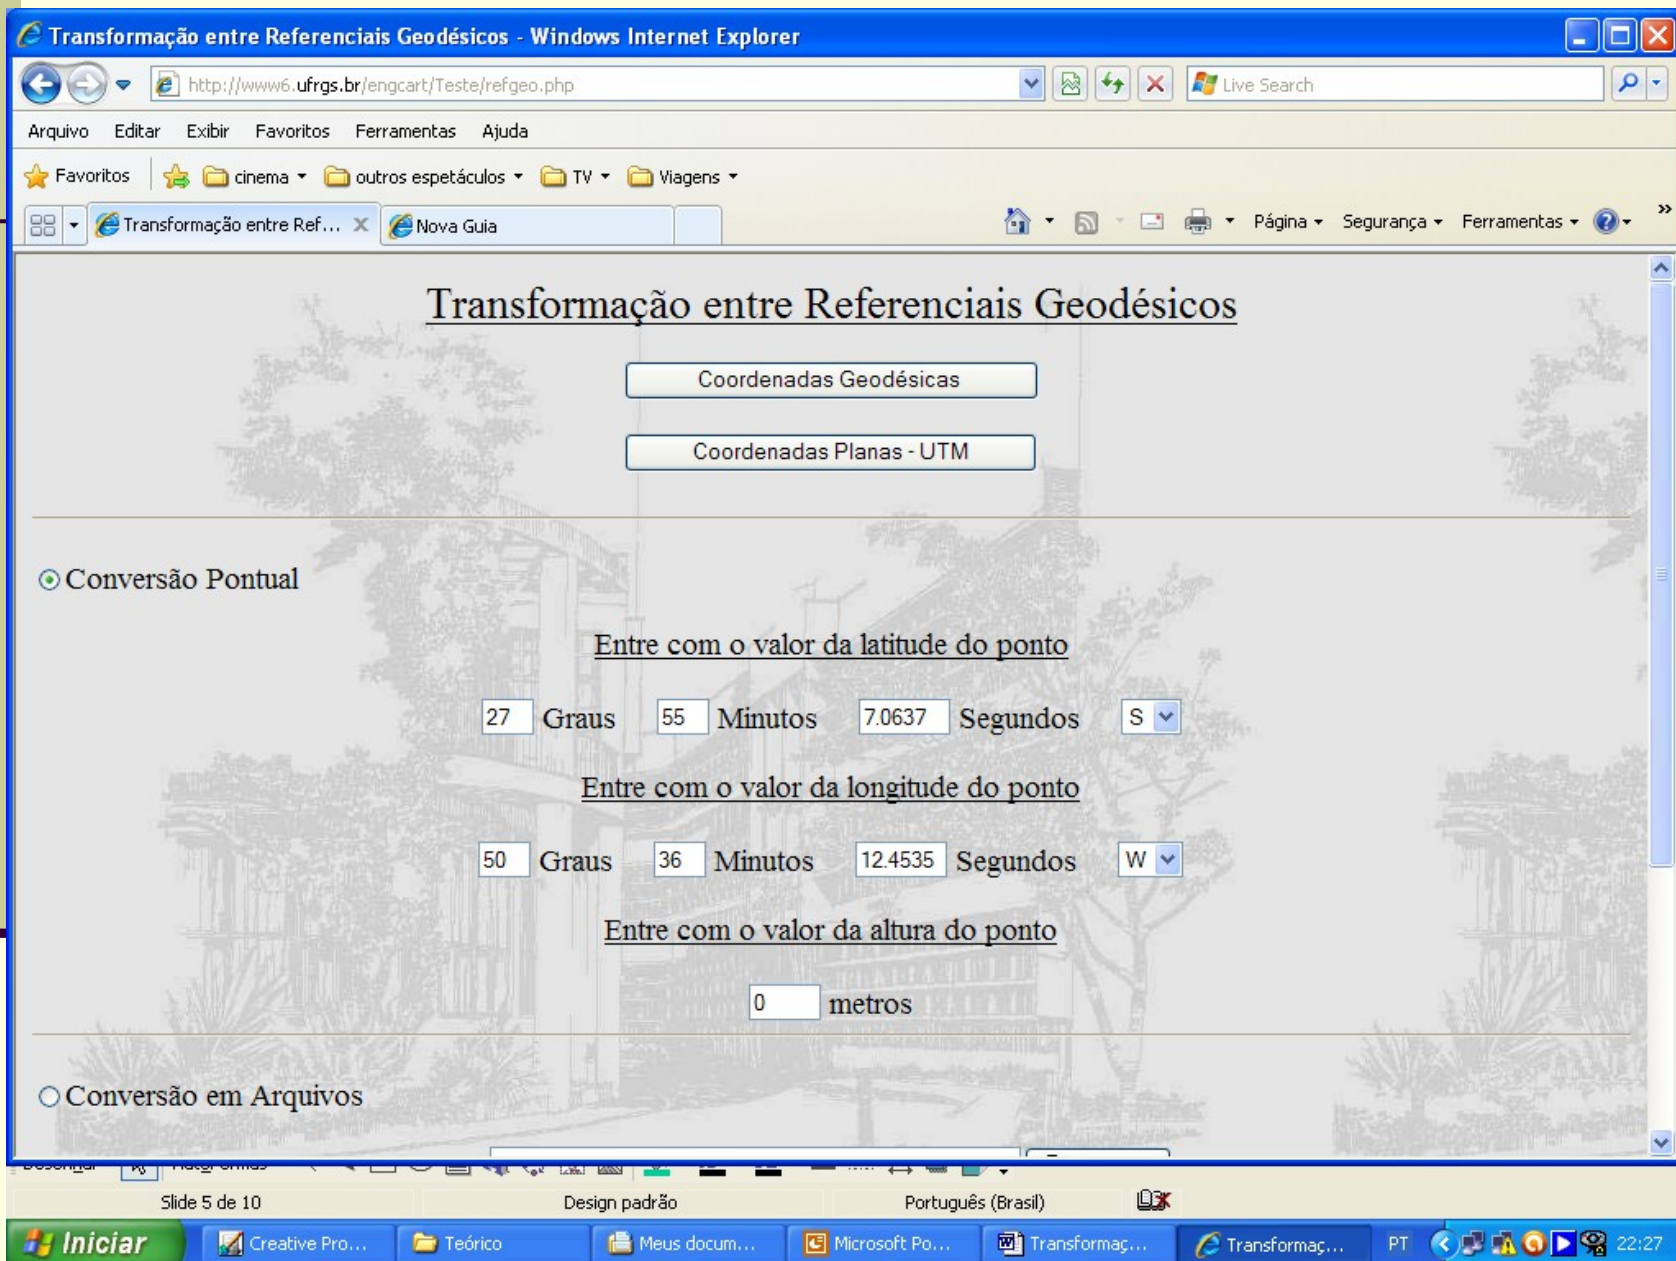 Transformação entre Referenciais Geodésicos - Windows Internet Explorer
http://www6.ufrgs.br/engcart/Teste/refgeo.php
Live Search
Arquivo Editar Exibir Favoritos Ferramentas Ajuda
Favoritos cinema outros espetáculos TV Viagens
Transformação entre Ref... X Nova Guia Página Segurança Ferramentas »
Transformação entre Referenciais Geodésicos
Coordenadas Geodésicas
Coordenadas Planas - UTM
Conversão Pontual
Entre com o valor da latitude do ponto
27 Graus 55 Minutos 7.0637 Segundos S
Entre com o valor da longitude do ponto
50 Graus 36 Minutos 12.4535 Segundos W
Entre com o valor da altura do ponto
0 metros
Conversão em Arquivos
Slide 5 de 10 Design padrão Português (Brasil)
Iniciar Creative Pro... Teórico Meus docum... Microsoft Po... Transformaç... Transformaç... PT 22:27